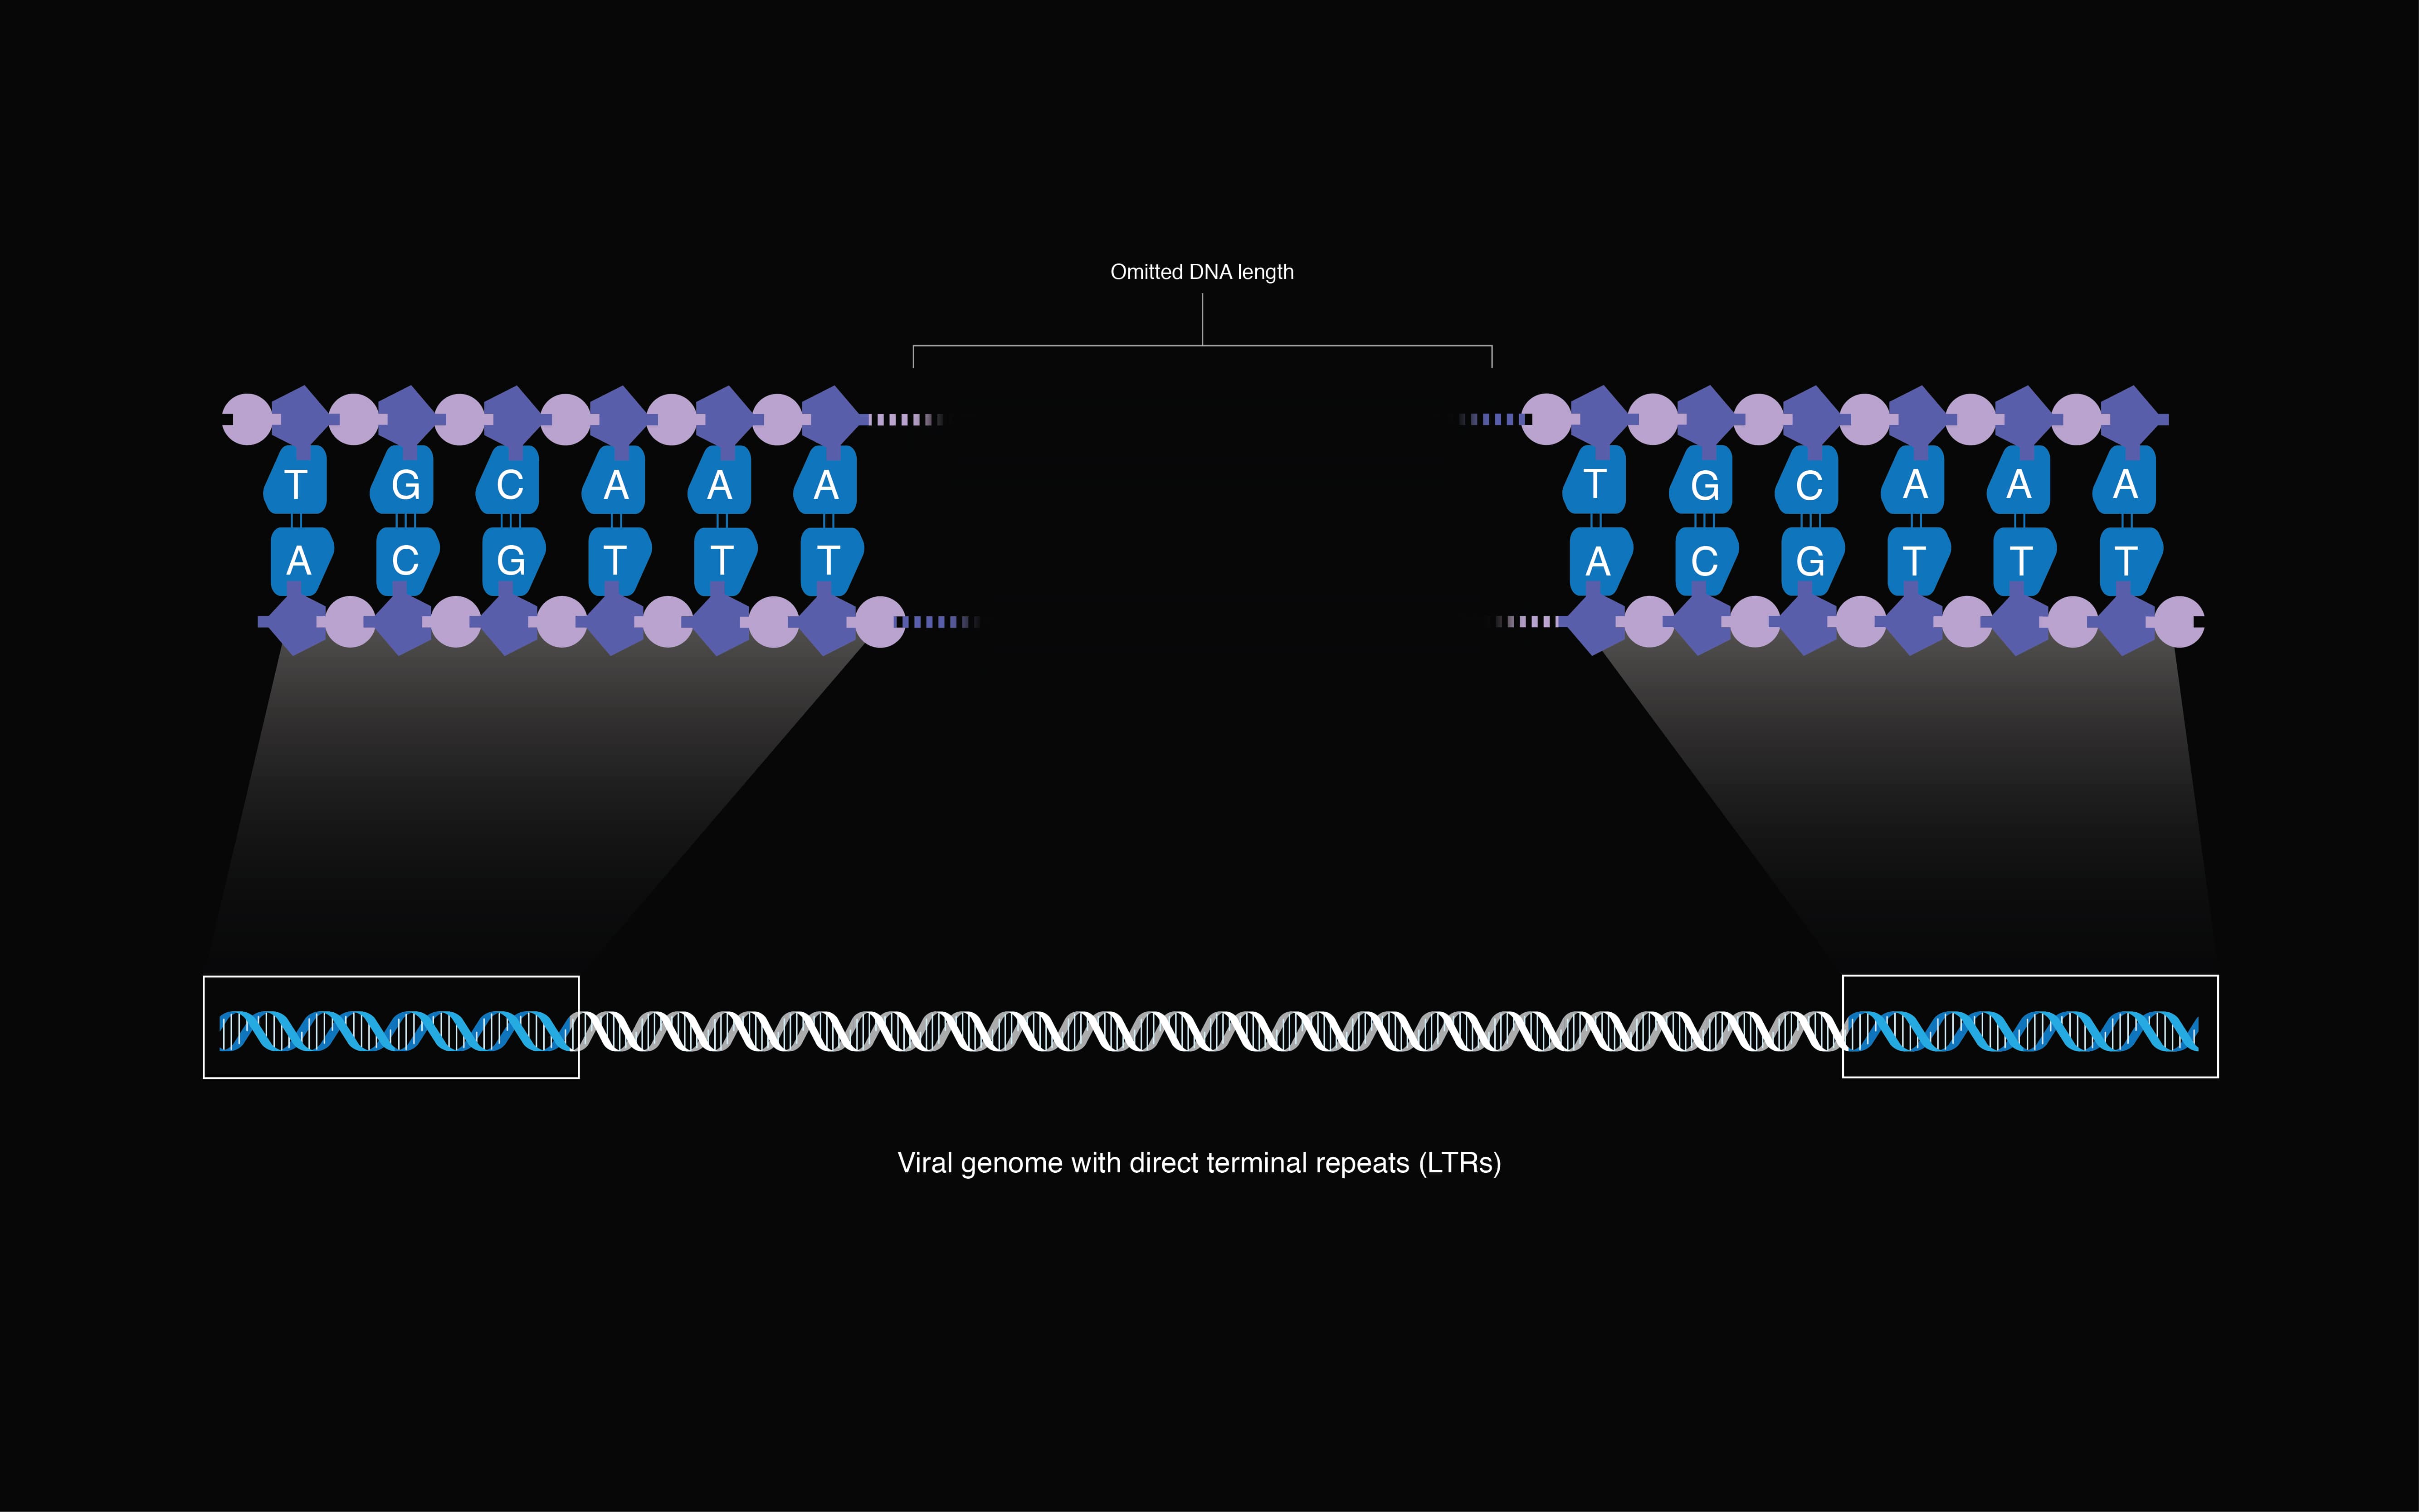 Omitted DNA length
T G C A A A T G C A A A
A C G T T T A C G T T T
Viral genome with direct terminal repeats (LTRs)